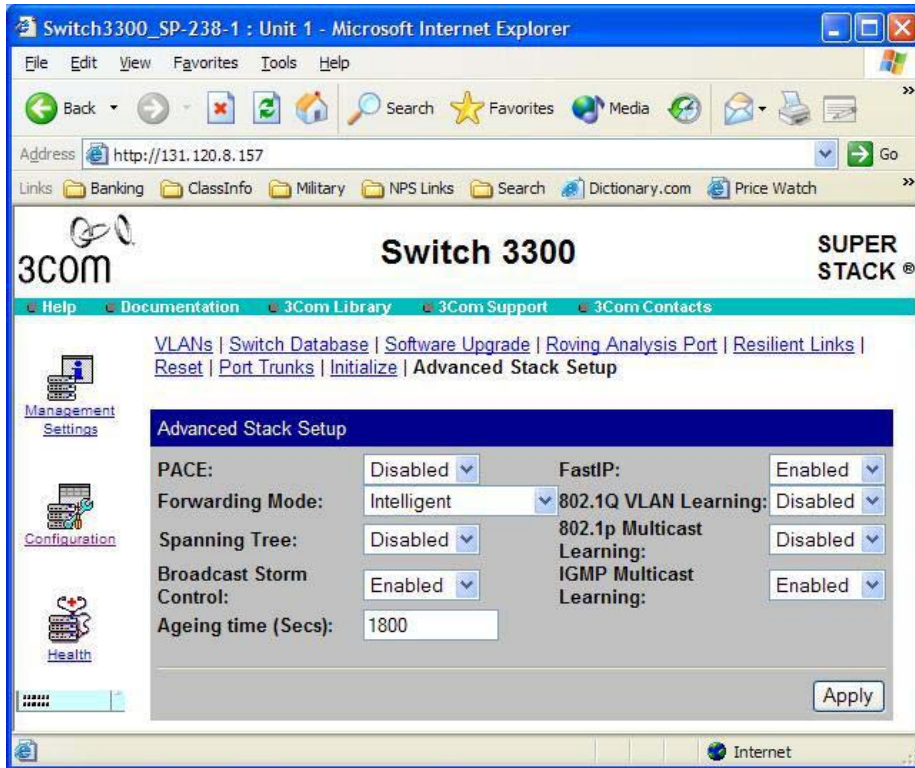 Switch3300_SP-238-1 : Unit 1 - Microsoft Internet Explorer
File Edit View Favorites Tools Help
Back Search Favorites Media »
Address http://131.120.8.157 Go
Links Banking ClassInfo Military NPS Links Search Dictionary.com Price Watch »
3COM
Switch 3300
SUPER
STACK ®
Help Documentation 3Com Library 3Com Support 3Com Contacts
VLANs | Switch Database | Software Upgrade | Roving Analysis Port | Resilient Links |
Reset | Port Trunks | Initialize | Advanced Stack Setup
Management
Settings
Configuration
Health
Advanced Stack Setup
PACE: Disabled FastIP: Enabled
Forwarding Mode: Intelligent 802.1Q VLAN Learning: Disabled
Spanning Tree: Disabled 802.1p Multicast
Learning: Disabled
Broadcast Storm
Control: Enabled IGMP Multicast
Learning: Enabled
Ageing time (Secs): 1800
Apply
Internet